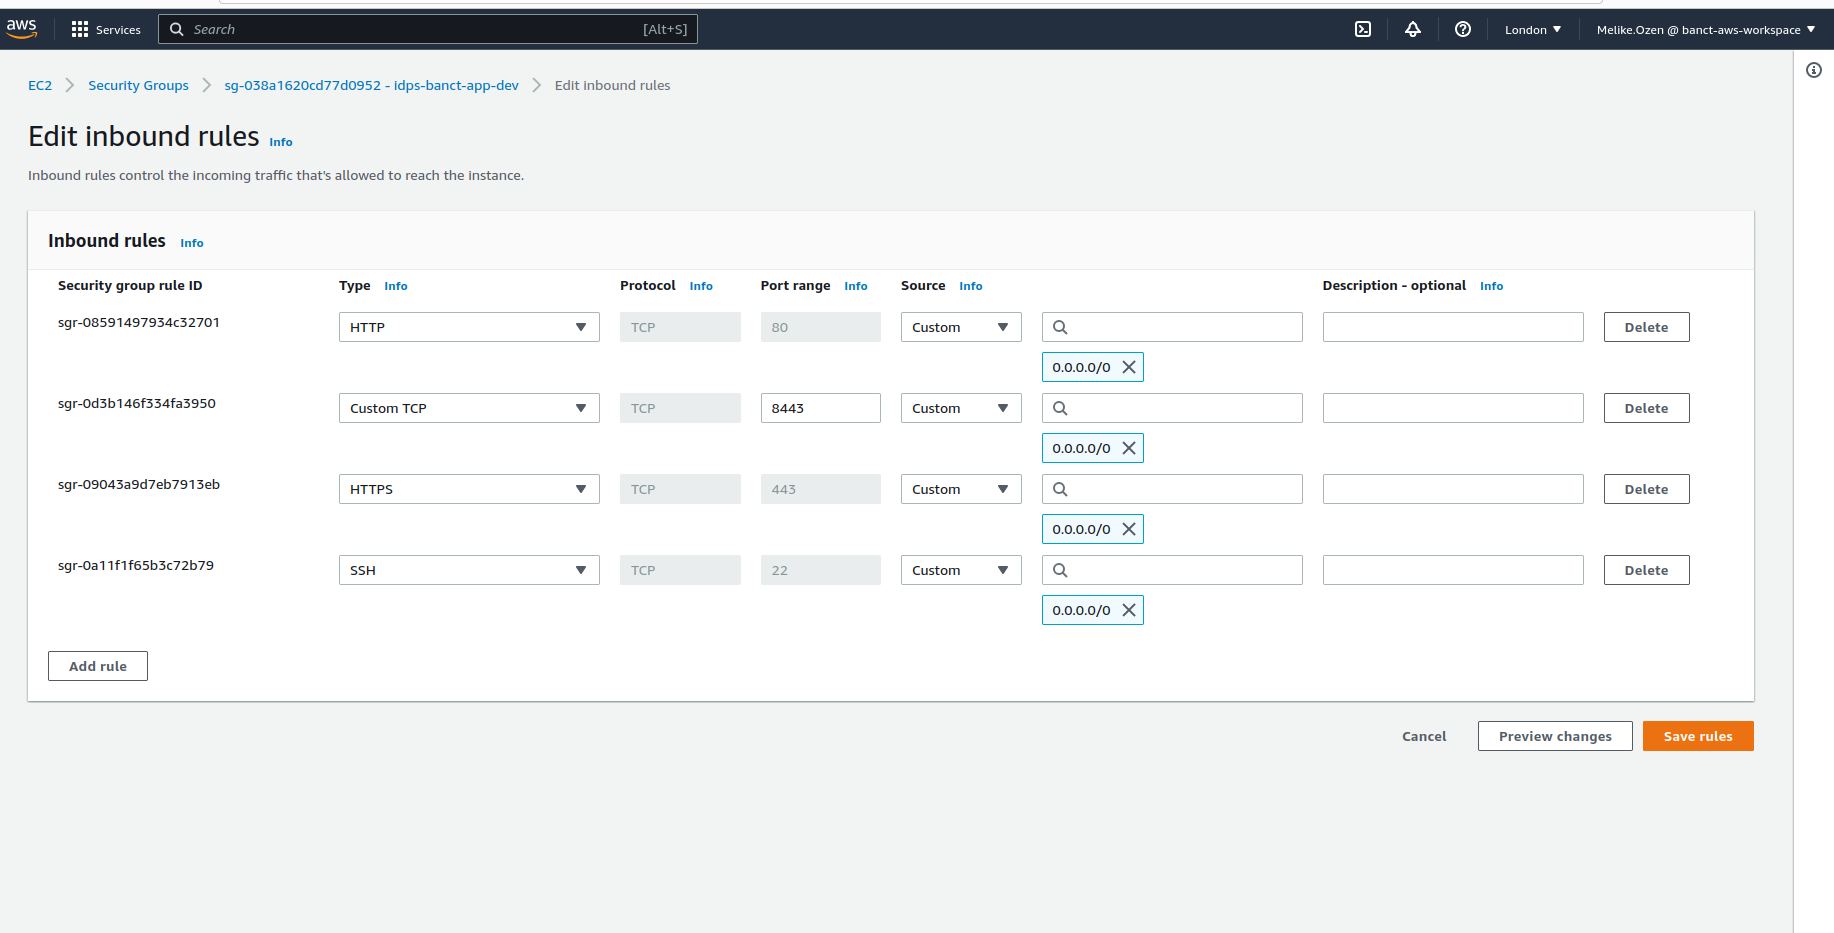 aws
Services
Search [Alt+S]
London
Melike.Ozen @ banct-aws-workspace
EC2 Security Groups sg-038a1620cd77d0952 - idps-banct-app-dev Edit inbound rules
Edit inbound rules Info
Inbound rules control the incoming traffic that's allowed to reach the instance.
Inbound rules Info
Security group rule ID Type Info Protocol Info Port range Info Source Info Description - optional Info
sgr-08591497934c32701 HTTP TCP 80 Custom Delete
0.0.0.0/0
sgr-0d3b146f334fa3950 Custom TCP TCP 8443 Custom Delete
0.0.0.0/0
sgr-09043a9d7eb7913eb HTTPS TCP 443 Custom Delete
0.0.0.0/0
sgr-0a11f1f65b3c72b79 SSH TCP 22 Custom Delete
0.0.0.0/0
Add rule
Cancel Preview changes Save rules